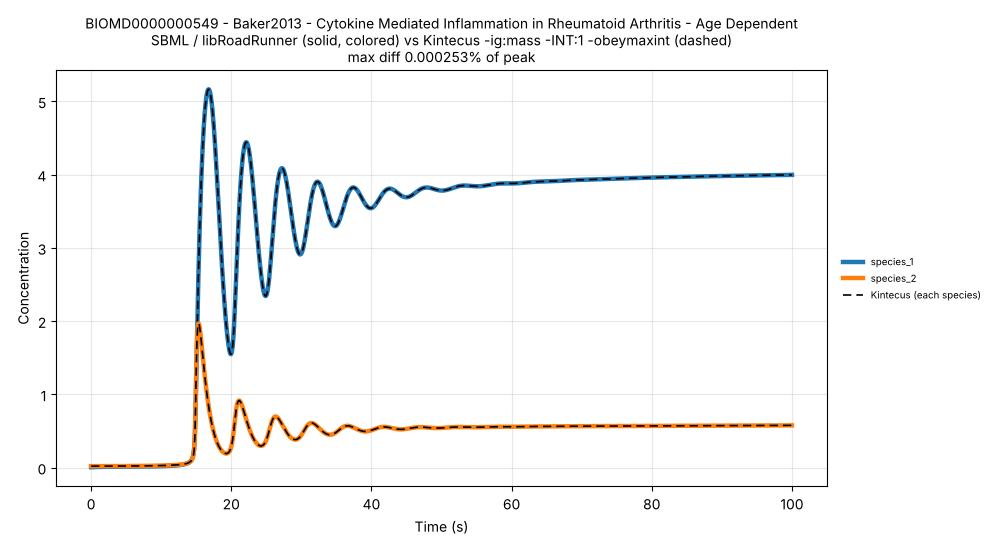 BIOMD0000000549 - Baker2013 - Cytokine Mediated Inflammation in Rheumatoid Arthritis - Age Dependent
SBML / libRoadRunner (solid, colored) vs Kintecus -ig:mass -INT:1 -obeymaxint (dashed)
max diff 0.000253% of peak
Concentration
5
4
3
2
1
0
0 20 40 60 80 100
Time (s)
species_1
species_2
Kintecus (each species)